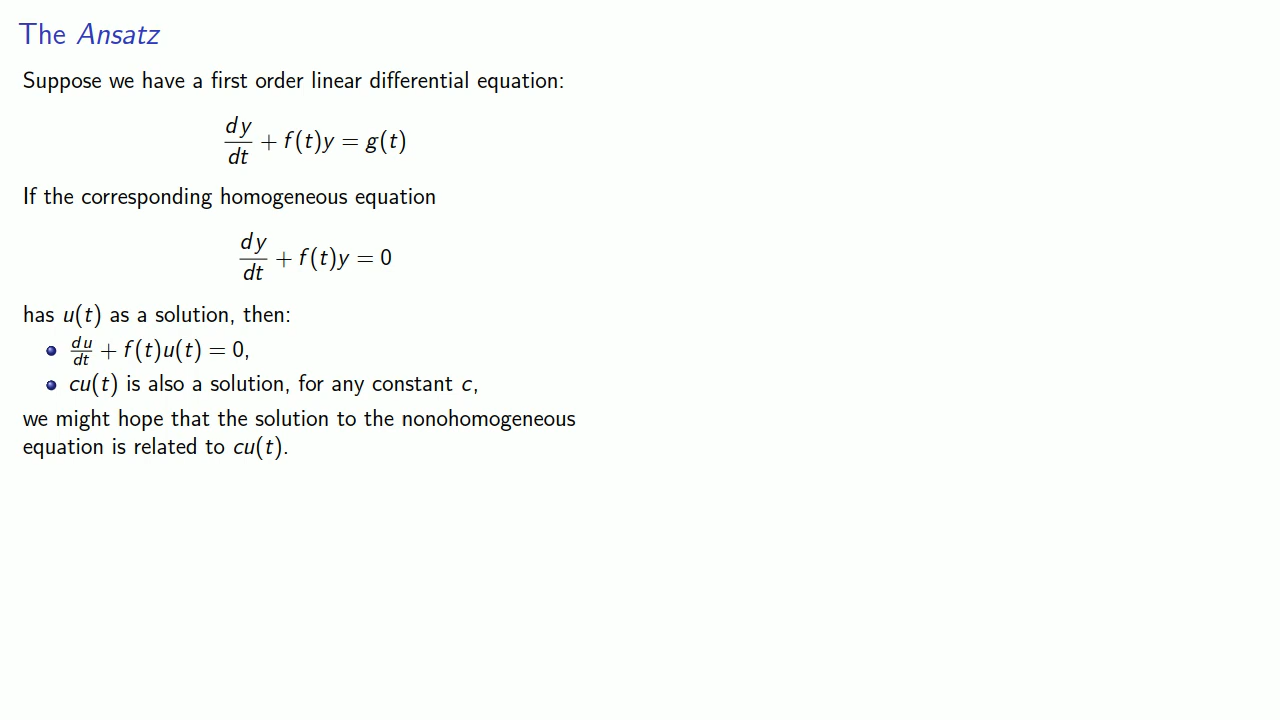 The Ansatz
Suppose we have a first order linear differential equation:
dy/dt + f(t)y = g(t)
If the corresponding homogeneous equation
dy/dt + f(t)y = 0
has u(t) as a solution, then:
du/dt + f(t)u(t) = 0,
cu(t) is also a solution, for any constant c,
we might hope that the solution to the nonohomogeneous
equation is related to cu(t).